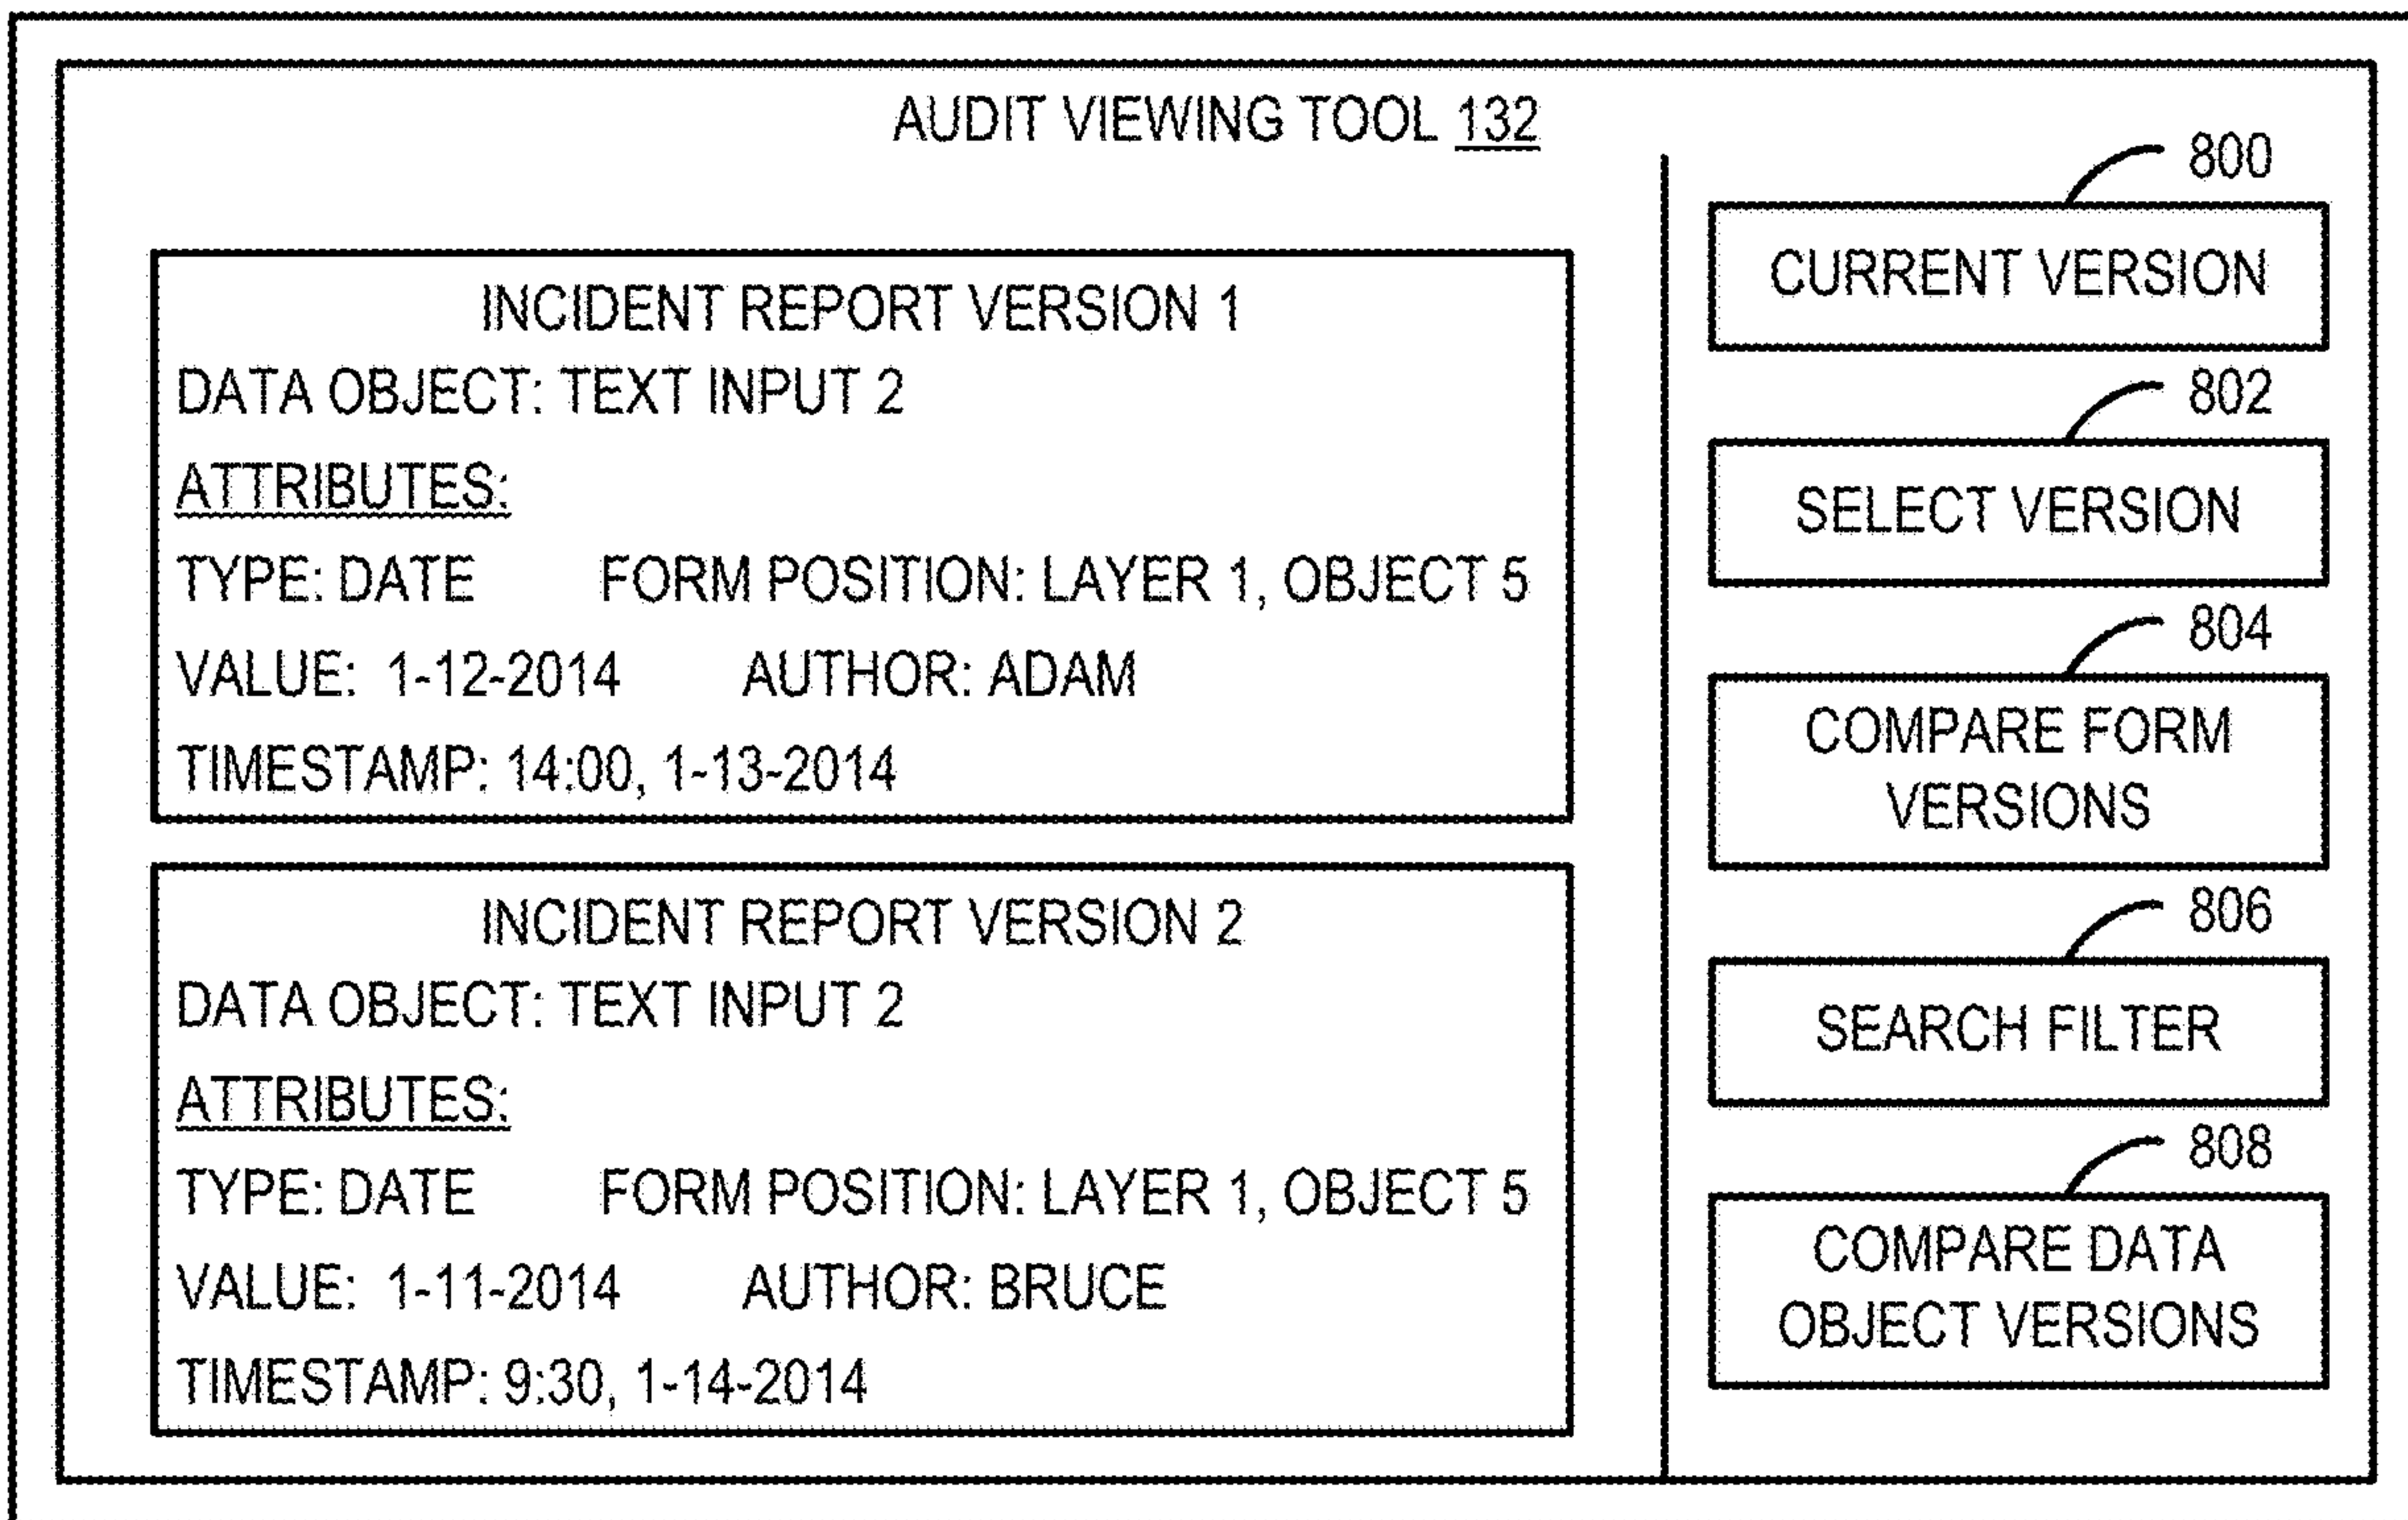 AUDIT VIEWING TOOL 132
INCIDENT REPORT VERSION 1
DATA OBJECT: TEXT INPUT 2
ATTRIBUTES:
TYPE: DATE FORM POSITION: LAYER 1, OBJECT 5
VALUE: 1-12-2014 AUTHOR: ADAM
TIMESTAMP: 14:00, 1-13-2014
INCIDENT REPORT VERSION 2
DATA OBJECT: TEXT INPUT 2
ATTRIBUTES:
TYPE: DATE FORM POSITION: LAYER 1, OBJECT 5
VALUE: 1-11-2014 AUTHOR: BRUCE
TIMESTAMP: 9:30, 1-14-2014
800
CURRENT VERSION
802
SELECT VERSION
804
COMPARE FORM
VERSIONS
806
SEARCH FILTER
808
COMPARE DATA
OBJECT VERSIONS